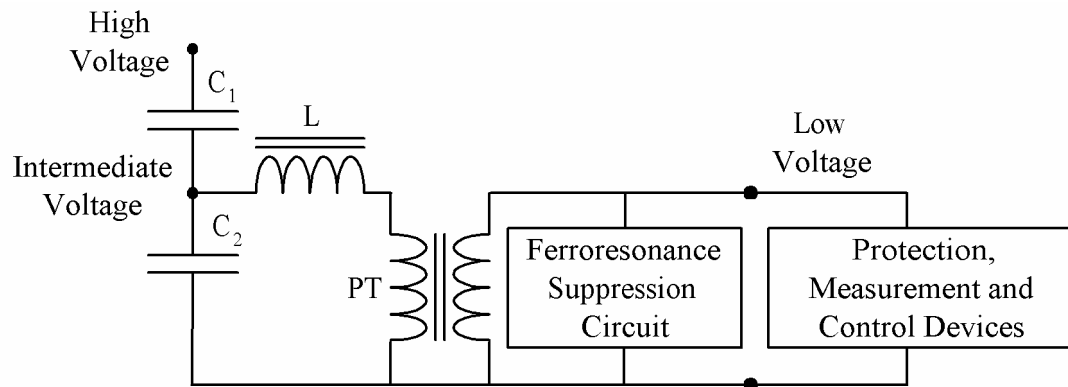 High
Voltage
C1
L
Low
Voltage
Intermediate
Voltage
C2
PT
Ferroresonance
Suppression
Circuit
Protection,
Measurement and
Control Devices